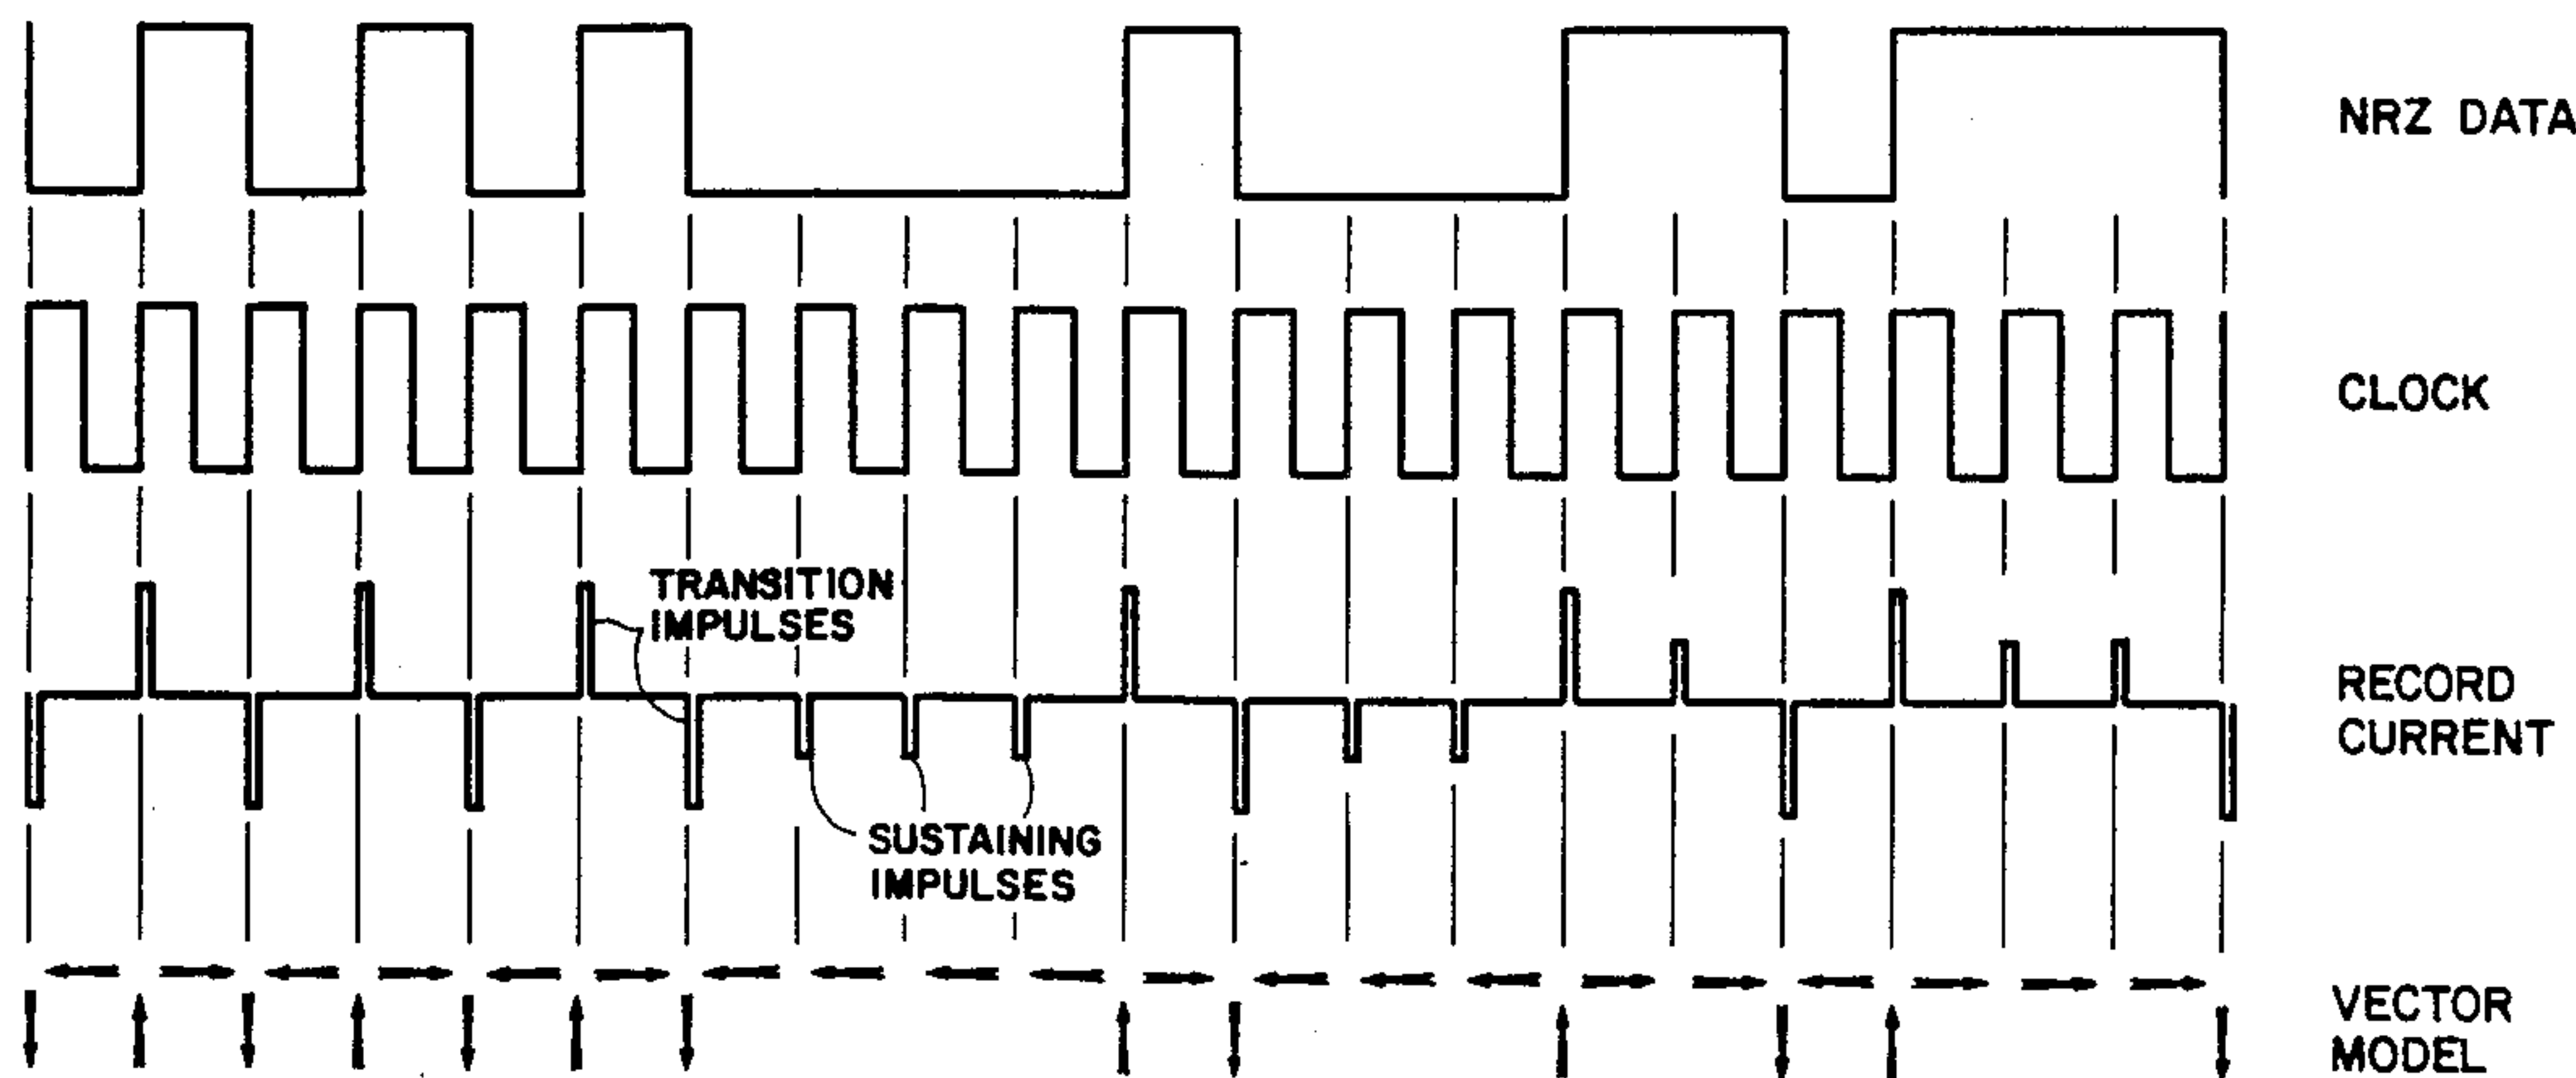 NRZ DATA
CLOCK
TRANSITION
IMPULSES
RECORD
CURRENT
SUSTAINING
IMPULSES
VECTOR
MODEL